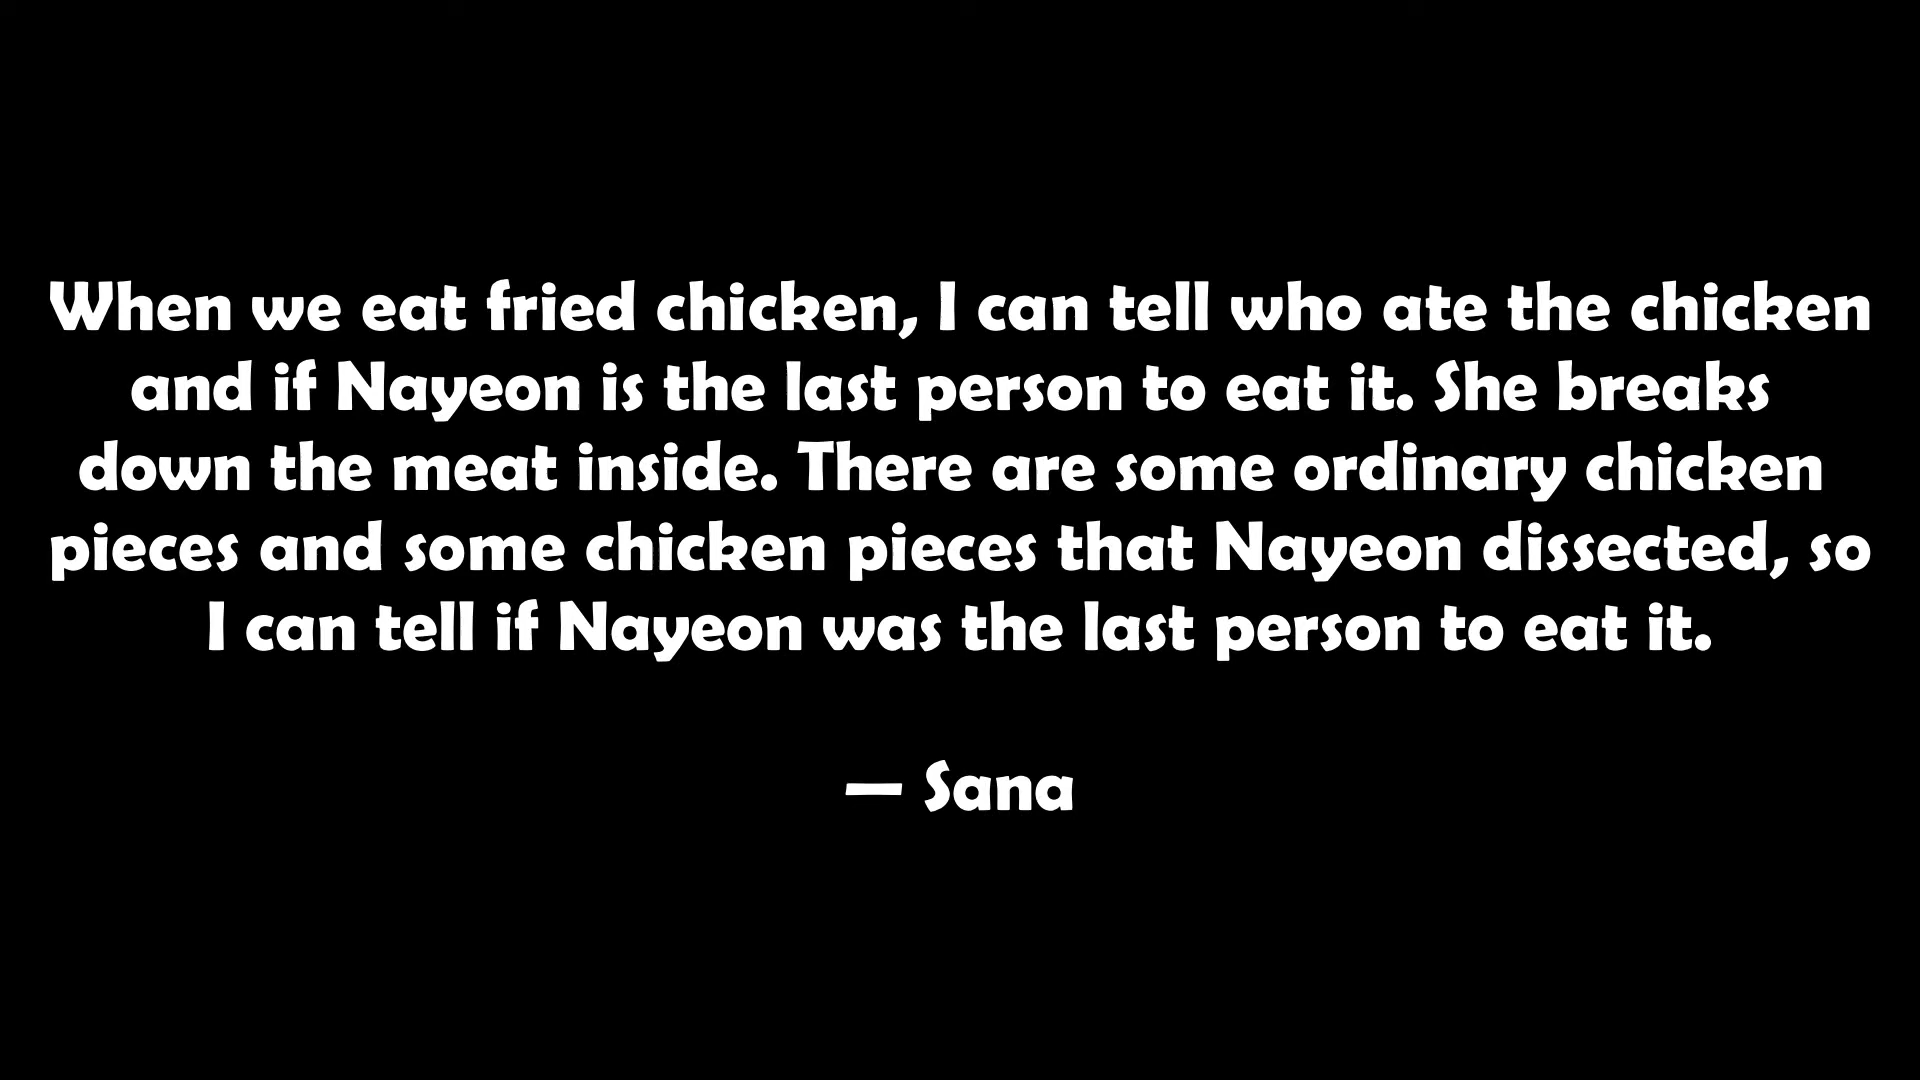 When we eat fried chicken, I can tell who ate the chicken
and if Nayeon is the last person to eat it. She breaks
down the meat inside. There are some ordinary chicken
pieces and some chicken pieces that Nayeon dissected, so
I can tell if Nayeon was the last person to eat it.
— Sana